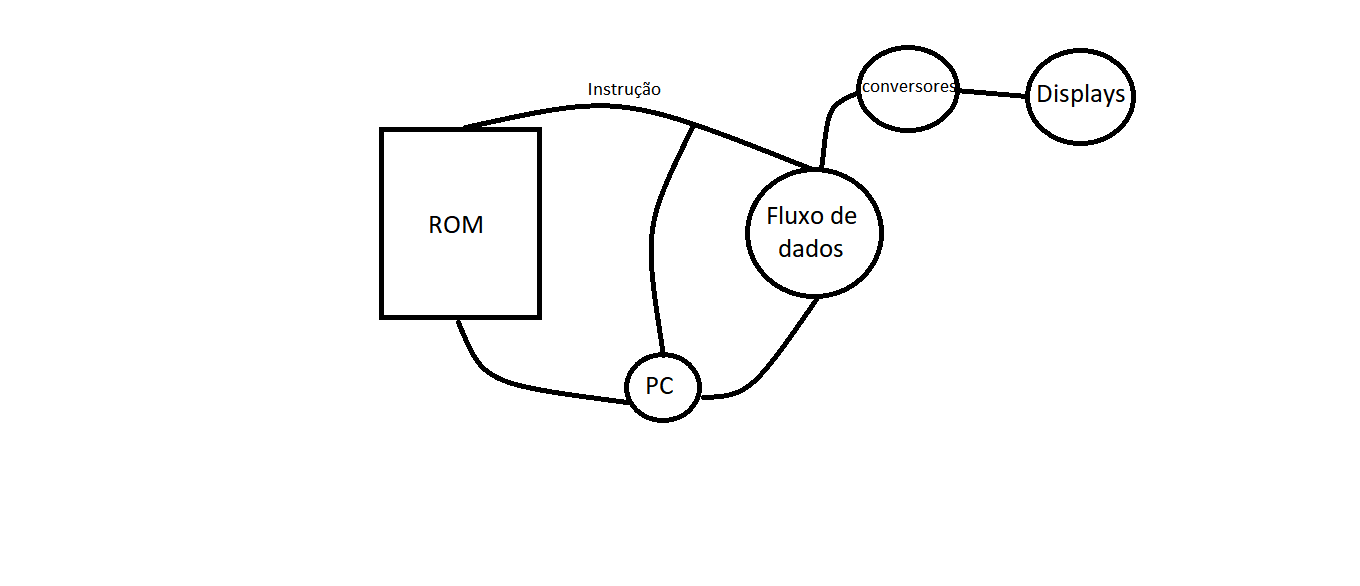 Instrução
conversores
Displays
ROM
Fluxo de
dados
PC